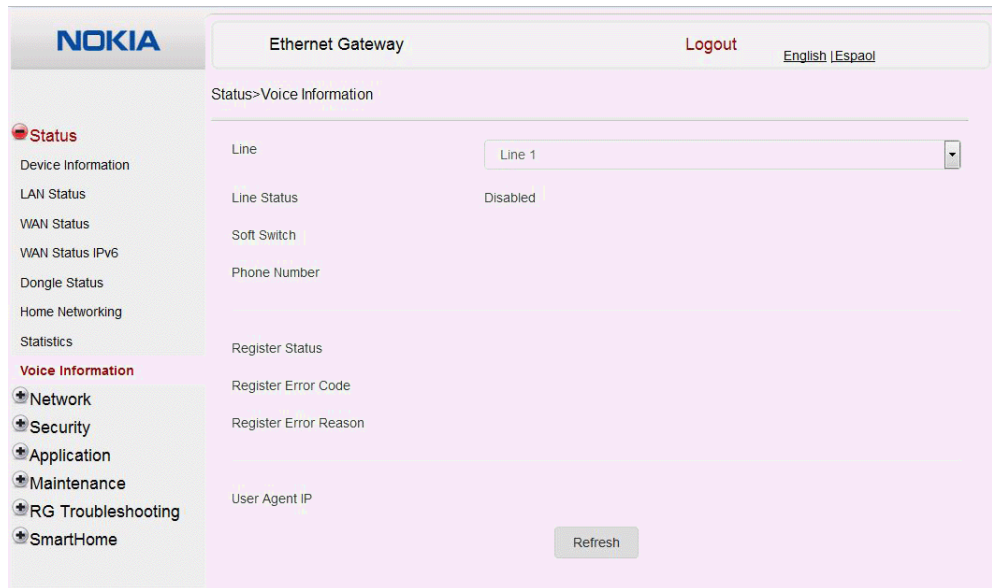 NOKIA
Ethernet Gateway
Logout
English | Espaol
Status>Voice Information
Status
Device Information
LAN Status
WAN Status
WAN Status IPv6
Dongle Status
Home Networking
Statistics
Voice Information
Network
Security
Application
Maintenance
RG Troubleshooting
SmartHome
Line
Line 1
Line Status
Disabled
Soft Switch
Phone Number
Register Status
Register Error Code
Register Error Reason
User Agent IP
Refresh